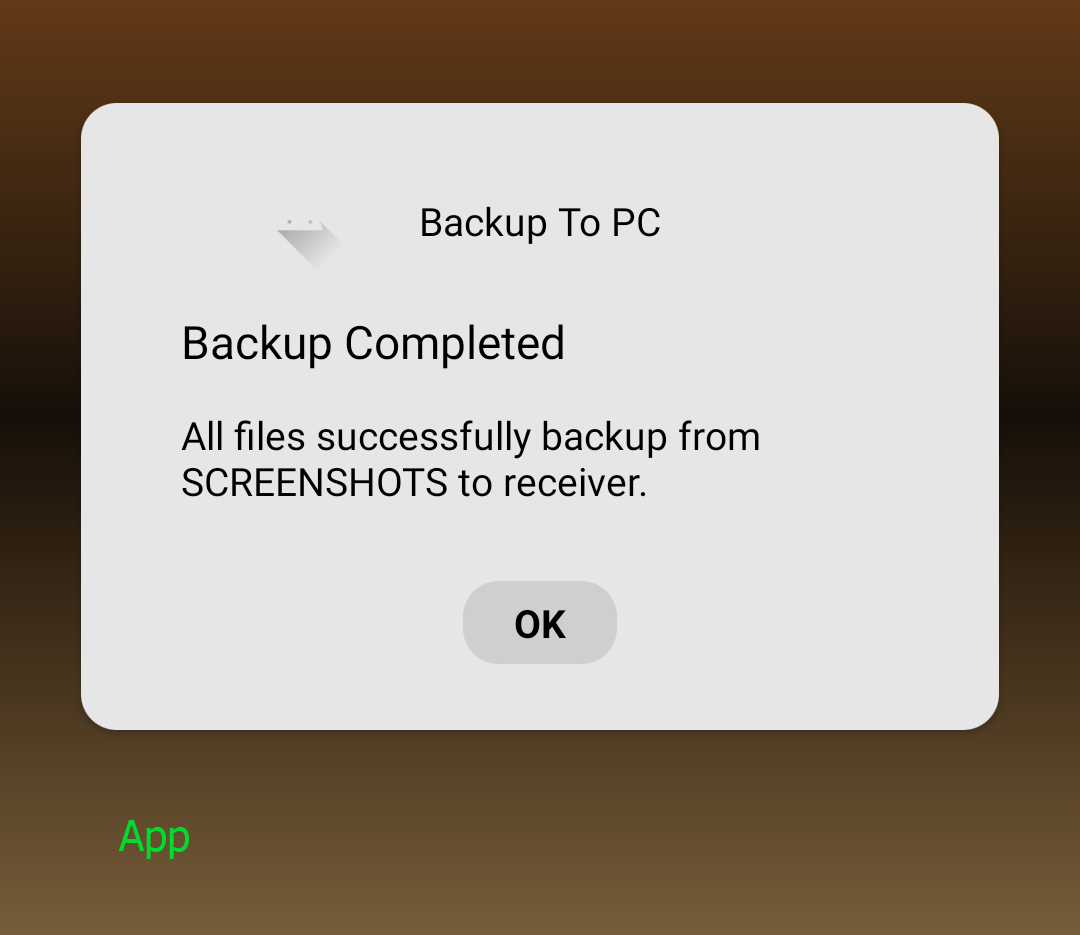 Backup To PC
Backup Completed
All files successfully backup from
SCREENSHOTS to receiver.
OK
App